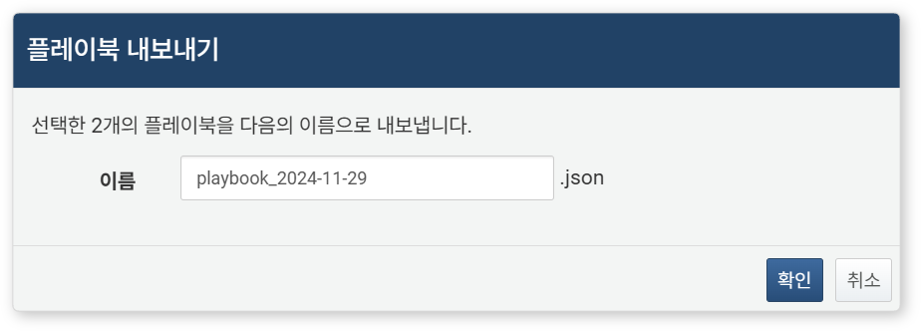 플레이북 내보내기
선택한 2개의 플레이북을 다음의 이름으로 내보냅니다.
이름 playbook_2024-11-29 .json
확인 취소